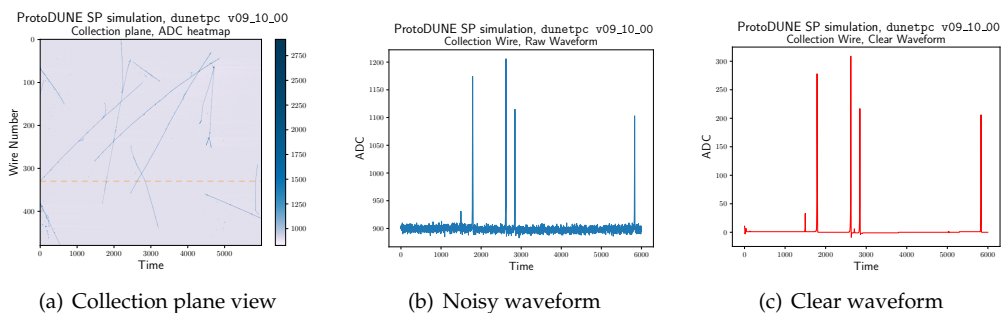 ProtoDUNE SP simulation, dunetpc v09_10_00
Collection plane, ADC heatmap
0
100
200
300
400
Wire Number
0 1000 2000 3000 4000 5000
Time
2750
2500
2250
2000
1750
1500
1250
1000
(a) Collection plane view
ProtoDUNE SP simulation, dunetpc v09_10_00
Collection Wire, Raw Waveform
1200
1150
1100
1050
1000
950
900
ADC
0 1000 2000 3000 4000 5000 6000
Time
(b) Noisy waveform
ProtoDUNE SP simulation, dunetpc v09_10_00
Collection Wire, Clear Waveform
300
250
200
150
100
50
0
ADC
0 1000 2000 3000 4000 5000 6000
Time
(c) Clear waveform